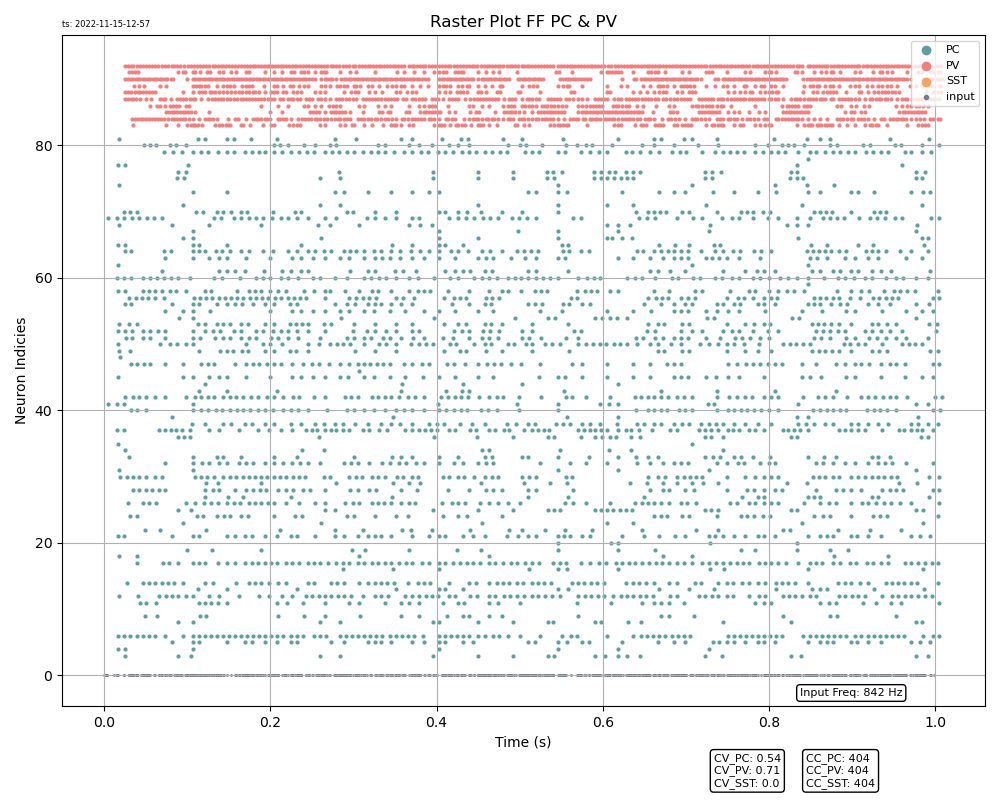 ts: 2022-11-15-12-57
Raster Plot FF PC & PV
PC
PV
SST
input
80
60
40
20
0
Neuron Indicies
0.0 0.2 0.4 0.6 0.8 1.0
Time (s)
Input Freq: 842 Hz
CV_PC: 0.54
CV_PV: 0.71
CV_SST: 0.0
CC_PC: 404
CC_PV: 404
CC_SST: 404